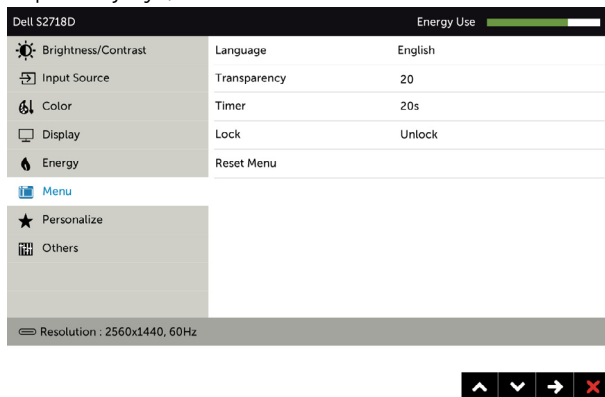 Dell S2718D Energy Use
Brightness/Contrast Language English
Input Source Transparency 20
Color Timer 20s
Display Lock Unlock
Energy Reset Menu
Menu
Personalize
Others
Resolution : 2560x1440, 60Hz